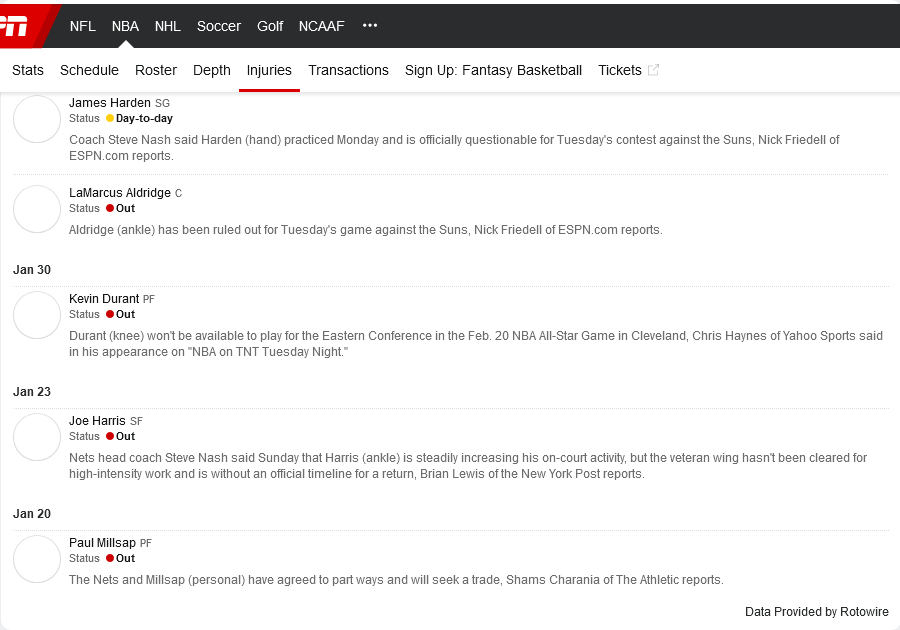 NFL NBA NHL Soccer Golf NCAAF •••
Stats Schedule Roster Depth Injuries Transactions Sign Up: Fantasy Basketball Tickets
James Harden SG
Status Day-to-day
Coach Steve Nash said Harden (hand) practiced Monday and is officially questionable for Tuesday's contest against the Suns, Nick Friedell of
ESPN.com reports.
LaMarcus Aldridge C
Status Out
Aldridge (ankle) has been ruled out for Tuesday's game against the Suns, Nick Friedell of ESPN.com reports.
Jan 30
Kevin Durant PF
Status Out
Durant (knee) won't be available to play for the Eastern Conference in the Feb. 20 NBA All-Star Game in Cleveland, Chris Haynes of Yahoo Sports said
in his appearance on "NBA on TNT Tuesday Night."
Jan 23
Joe Harris SF
Status Out
Nets head coach Steve Nash said Sunday that Harris (ankle) is steadily increasing his on-court activity, but the veteran wing hasn't been cleared for
high-intensity work and is without an official timeline for a return, Brian Lewis of the New York Post reports.
Jan 20
Paul Millsap PF
Status Out
The Nets and Millsap (personal) have agreed to part ways and will seek a trade, Shams Charania of The Athletic reports.
Data Provided by Rotowire